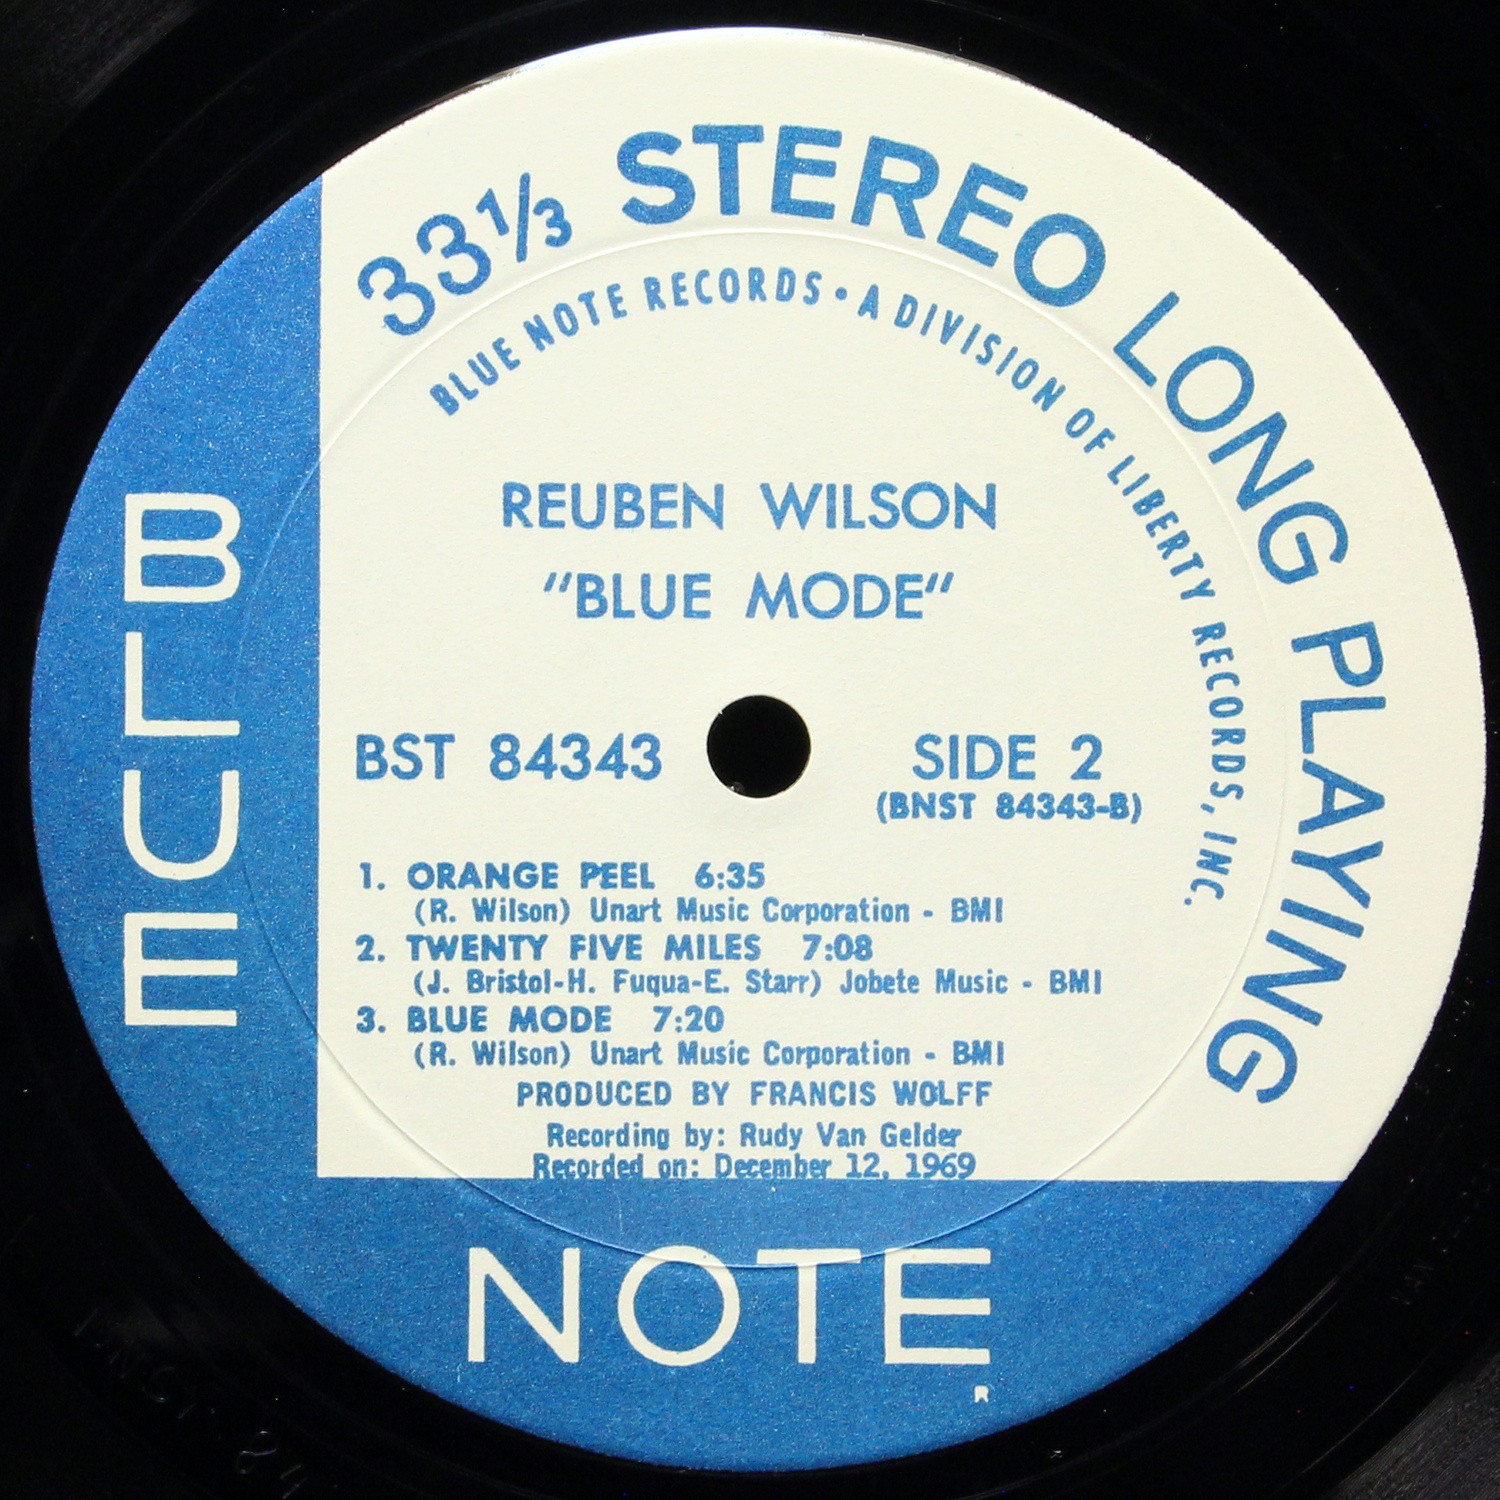 33 1/3 STEREO LONG PLAYING
BLUE NOTE RECORDS • A DIVISION OF LIBERTY RECORDS, INC.
REUBEN WILSON
"BLUE MODE"
BST 84343
SIDE 2
(BNST 84343-B)
1. ORANGE PEEL 6:35
(R. Wilson) Unart Music Corporation - BMI
2. TWENTY FIVE MILES 7:08
(J. Bristol-H. Fuqua-E. Starr) Jobete Music - BMI
3. BLUE MODE 7:20
(R. Wilson) Unart Music Corporation - BMI
PRODUCED BY FRANCIS WOLFF
Recording by: Rudy Van Gelder
Recorded on: December 12, 1969
BLUE
NOTE
R